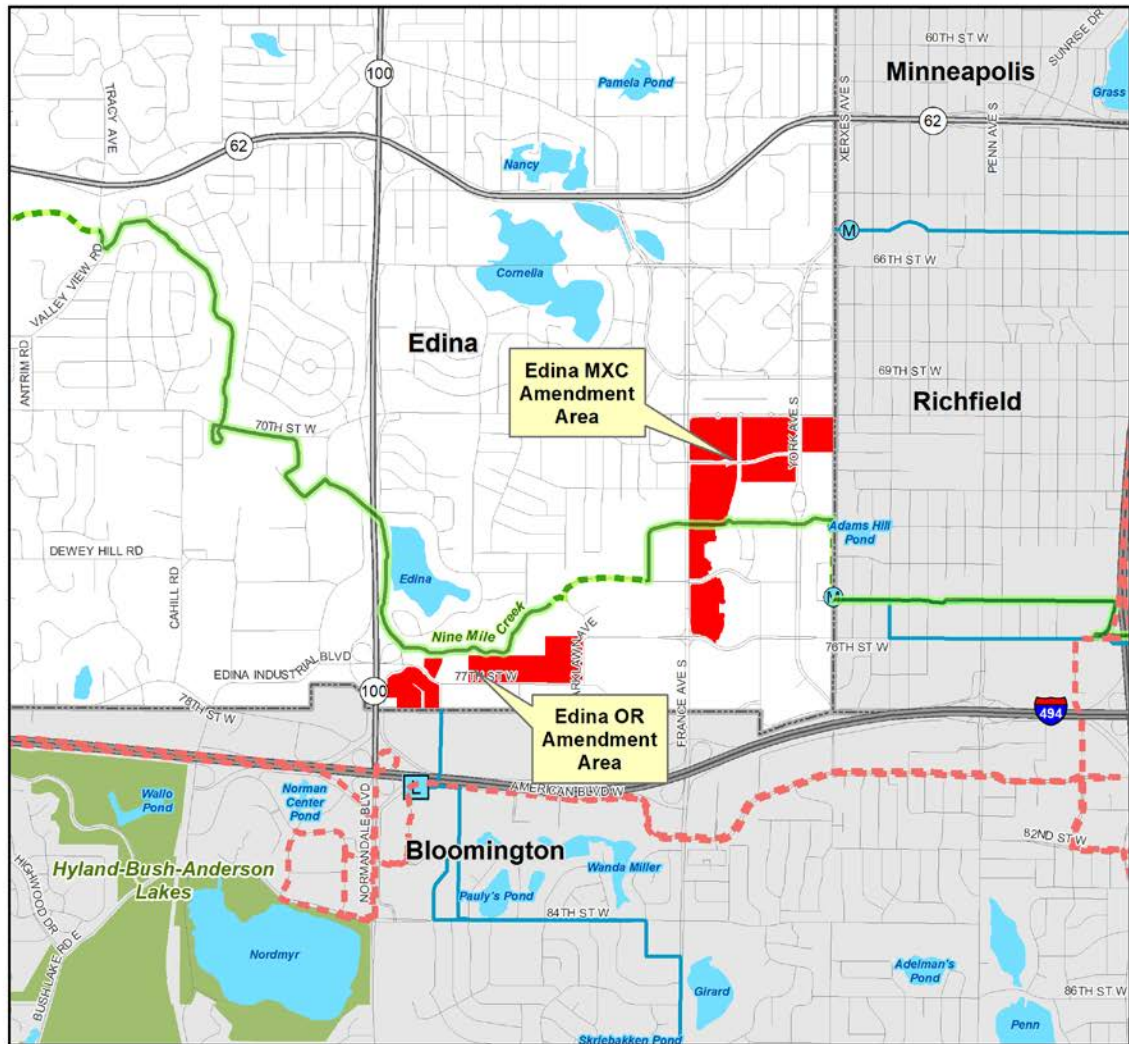 60TH ST W
SUNRISE DR
Minneapolis
100
Pamela Pond
Grass
TRACY AVE
XERXES AVE S
62
PENN AVE S
62
Nancy
M
VALLEY VIEW RD
66TH ST W
Cornelia
ANTRIM RD
Edina
Edina MXC
Amendment
Area
69TH ST W
Richfield
YORK AVE S
70TH ST W
Adams Hill
Pond
DEWEY HILL RD
CAHILL RD
Edina
M
Nine Mile Creek
76TH ST W
EDINA INDUSTRIAL BLVD
77TH ST W
FRANCE AVE S
100
78TH ST W
494
Edina OR
Amendment
Area
AMERICAN BLVD W
Wallo
Pond
Norman
Center
Pond
L
NORMANDALE BLVD
82ND ST W
Bloomington
Wanda Miller
Hyland-Bush-Anderson
Lakes
HIGHWOOD DR
Pauly's Pond
84TH ST W
BUSH LAKE RD E
Nordmyr
Adelman's
Pond
Girard
86TH ST W
Penn
Skriebakken Pond